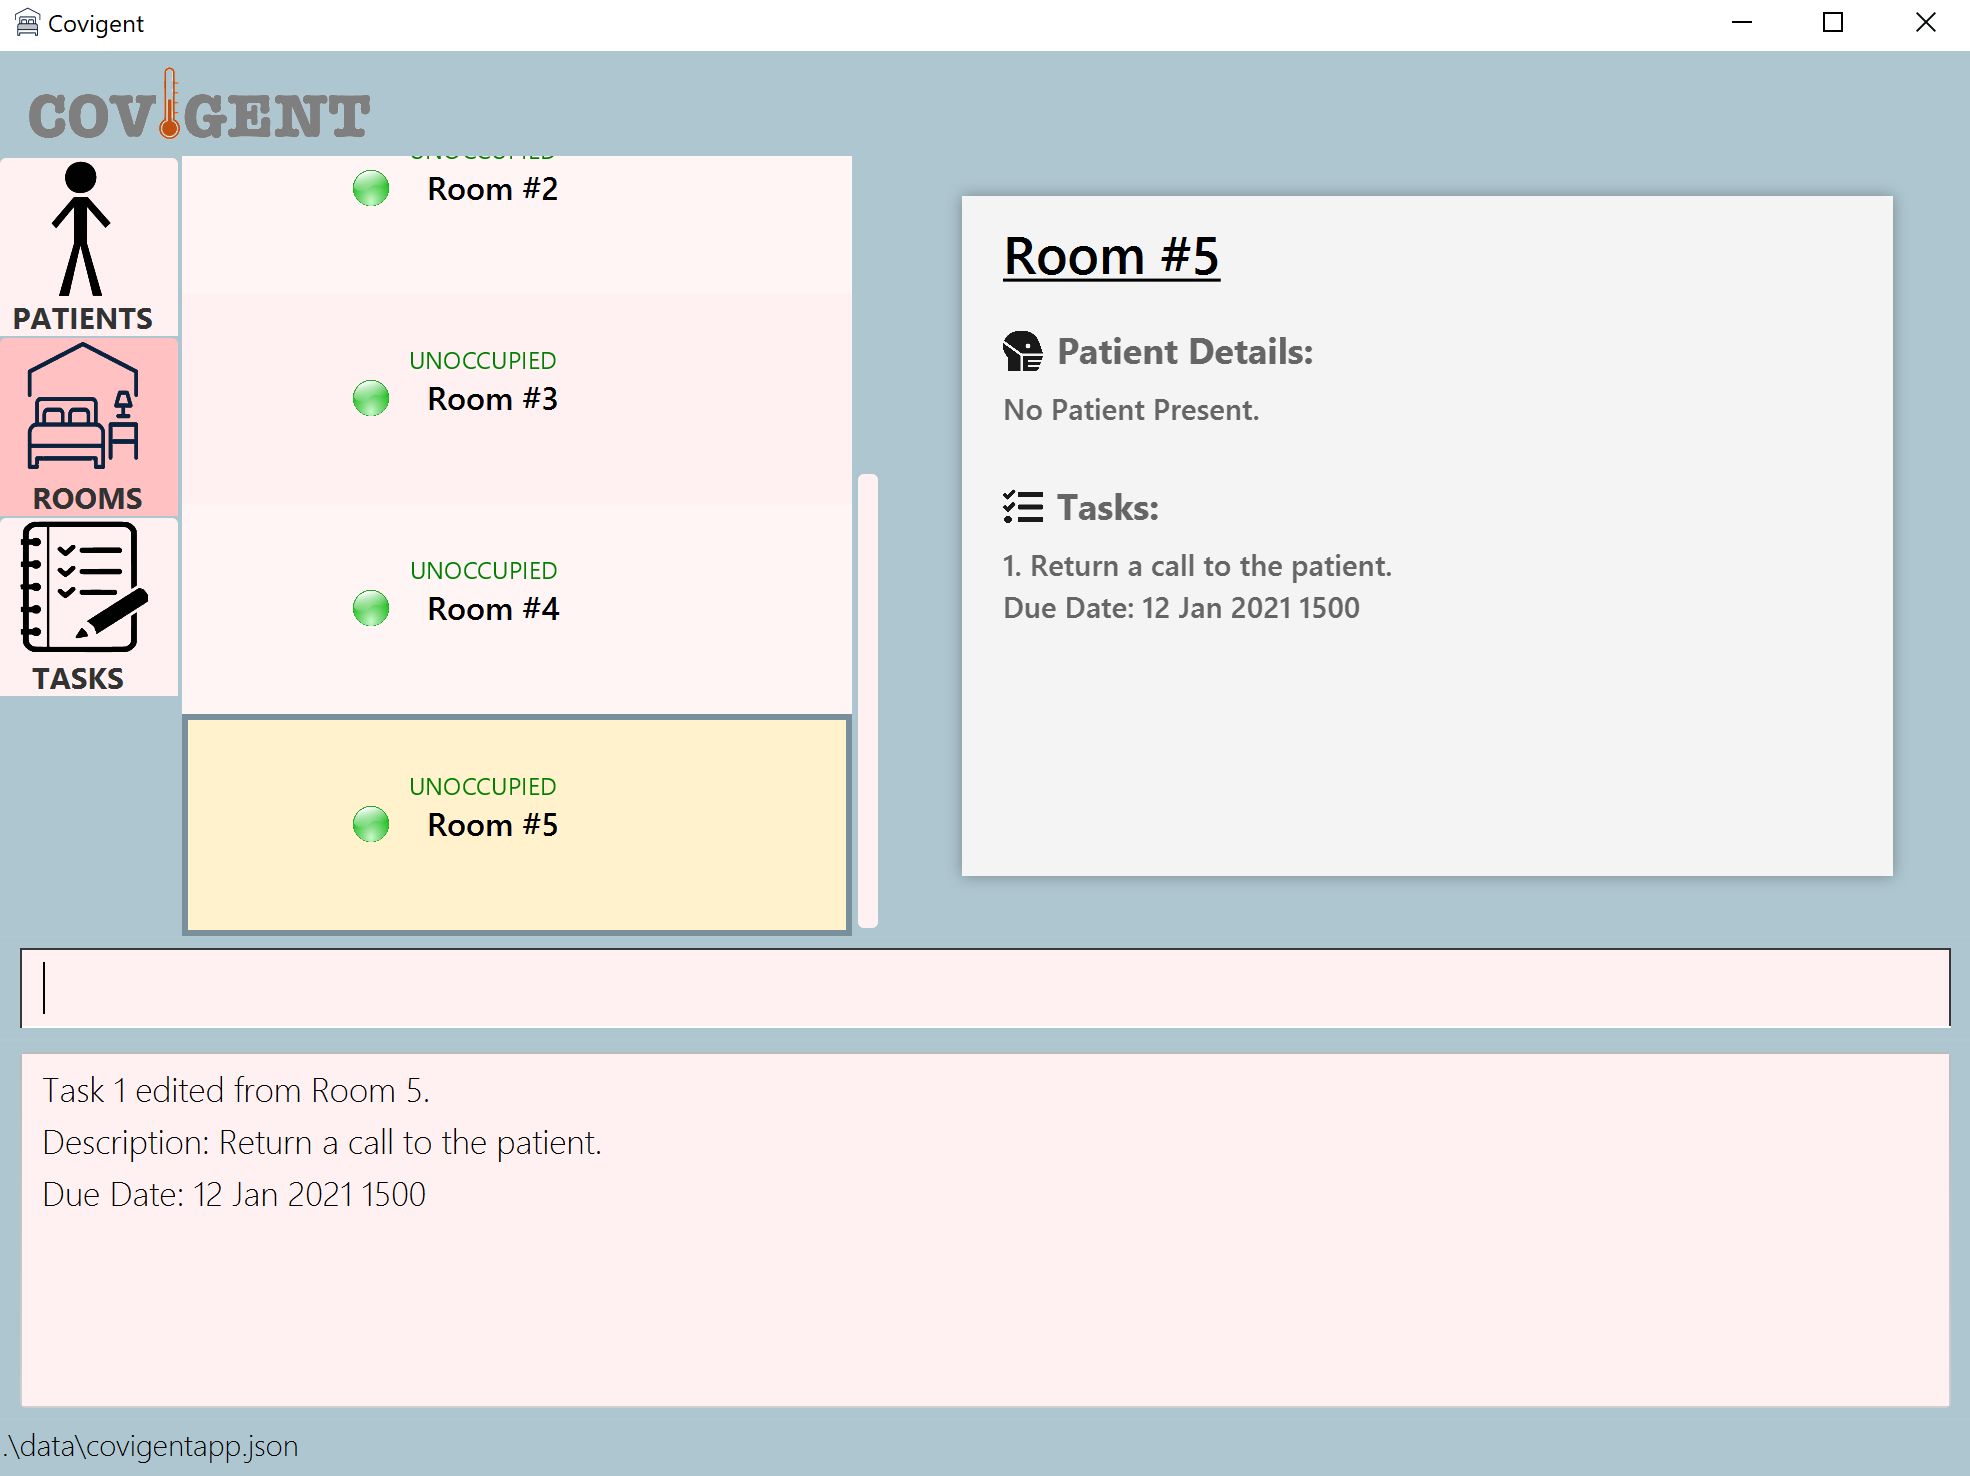 Covigent
COVIGENT
PATIENTS
ROOMS
TASKS
UNOCCUPIED
Room #2
UNOCCUPIED
Room #3
UNOCCUPIED
Room #4
UNOCCUPIED
Room #5
Room #5
Patient Details:
No Patient Present.
Tasks:
1. Return a call to the patient.
Due Date: 12 Jan 2021 1500
Task 1 edited from Room 5.
Description: Return a call to the patient.
Due Date: 12 Jan 2021 1500
.\data\covigentapp.json